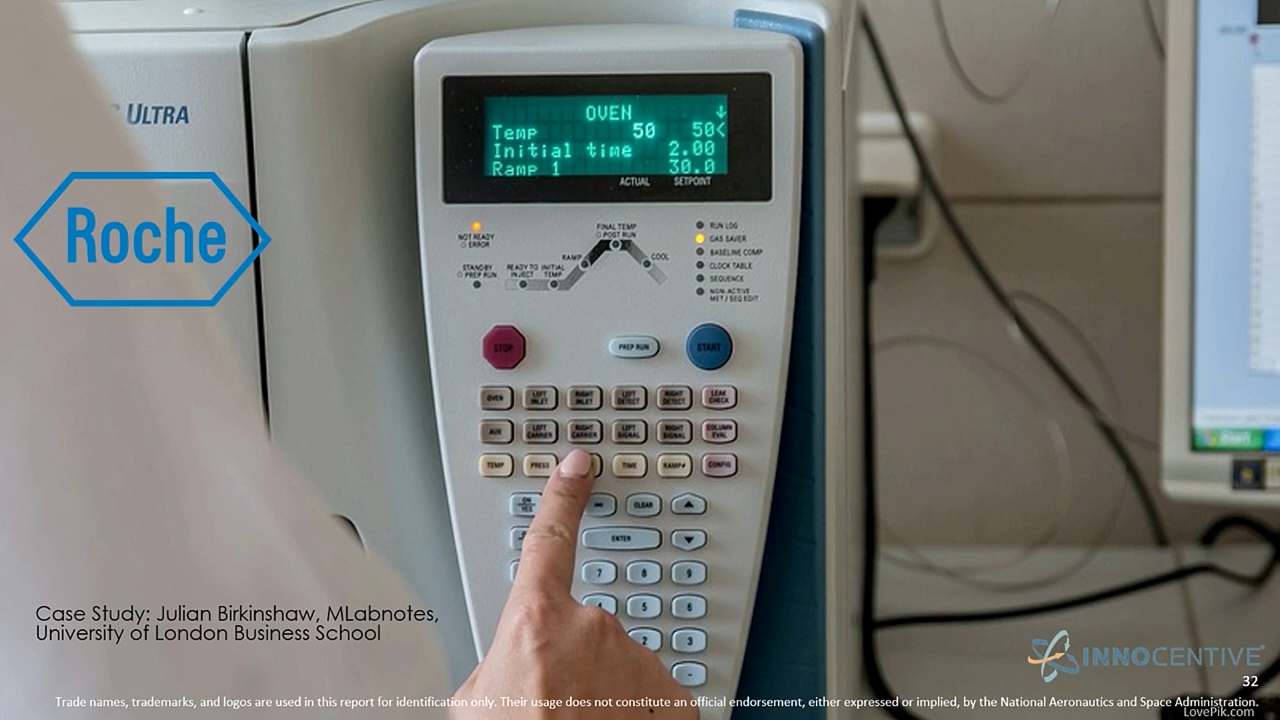 ULTRA
Roche
OVEN ↓
Temp 50 50<
Initial time 2.00
Ramp 1 30.0
ACTUAL SETPOINT
NOT READY
ERROR
STANDBY
PREP RUN
READY TO INJECT
INITIAL TEMP
RAMP
FINAL TEMP
POST RUN
COOL
RUN LOG
GAS SAVER
BASELINE COMP
CLOCK TABLE
SEQUENCE
NON-ACTIVE
MET / SEQ EDIT
STOP PREP RUN START
OVEN LEFT INLET RIGHT INLET LEFT DETECT RIGHT DETECT LEAK CHECK
AUX LEFT CARRIER RIGHT CARRIER LEFT SIGNAL RIGHT SIGNAL COLUMN EVAL
TEMP PRESS TIME RAMP# CONFIG
ON YES CLEAR ▲
ENTER ▼
7 8 9
4 5 6
2 3
-
Case Study: Julian Birkinshaw, MLabnotes,
University of London Business School
INNOCENTIVE
32
Trade names, trademarks, and logos are used in this report for identification only. Their usage does not constitute an official endorsement, either expressed or implied, by the National Aeronautics and Space Administration.
LovePik.com